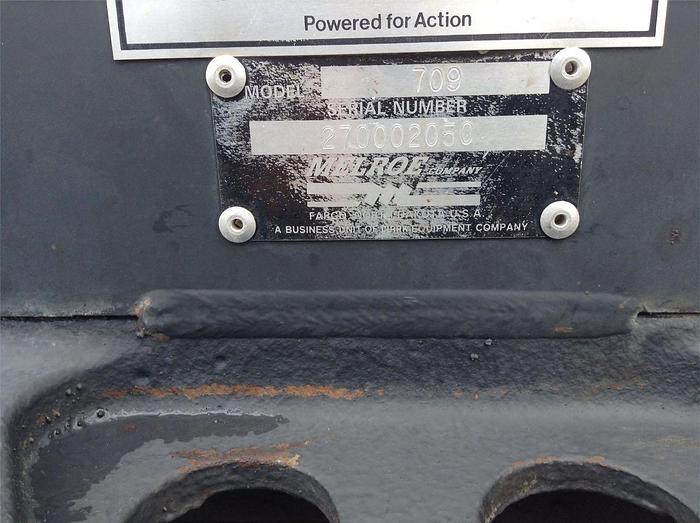 Powered for Action
MODEL 709
SERIAL NUMBER
270002050
MELROE COMPANY
FARGO, NORTH DAKOTA U.S.A.
A BUSINESS UNIT OF CLARK EQUIPMENT COMPANY